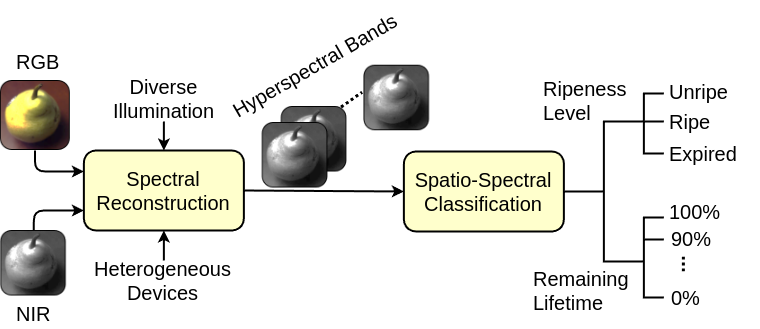 RGB
Diverse
Illumination
Hyperspectral Bands
Spectral
Reconstruction
Heterogeneous
Devices
NIR
Spatio-Spectral
Classification
Ripeness
Level
Unripe
Ripe
Expired
Remaining
Lifetime
100%
90%
0%